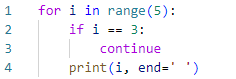 1 for i in range(5):
2     if i == 3:
3         continue
4     print(i, end=' ')